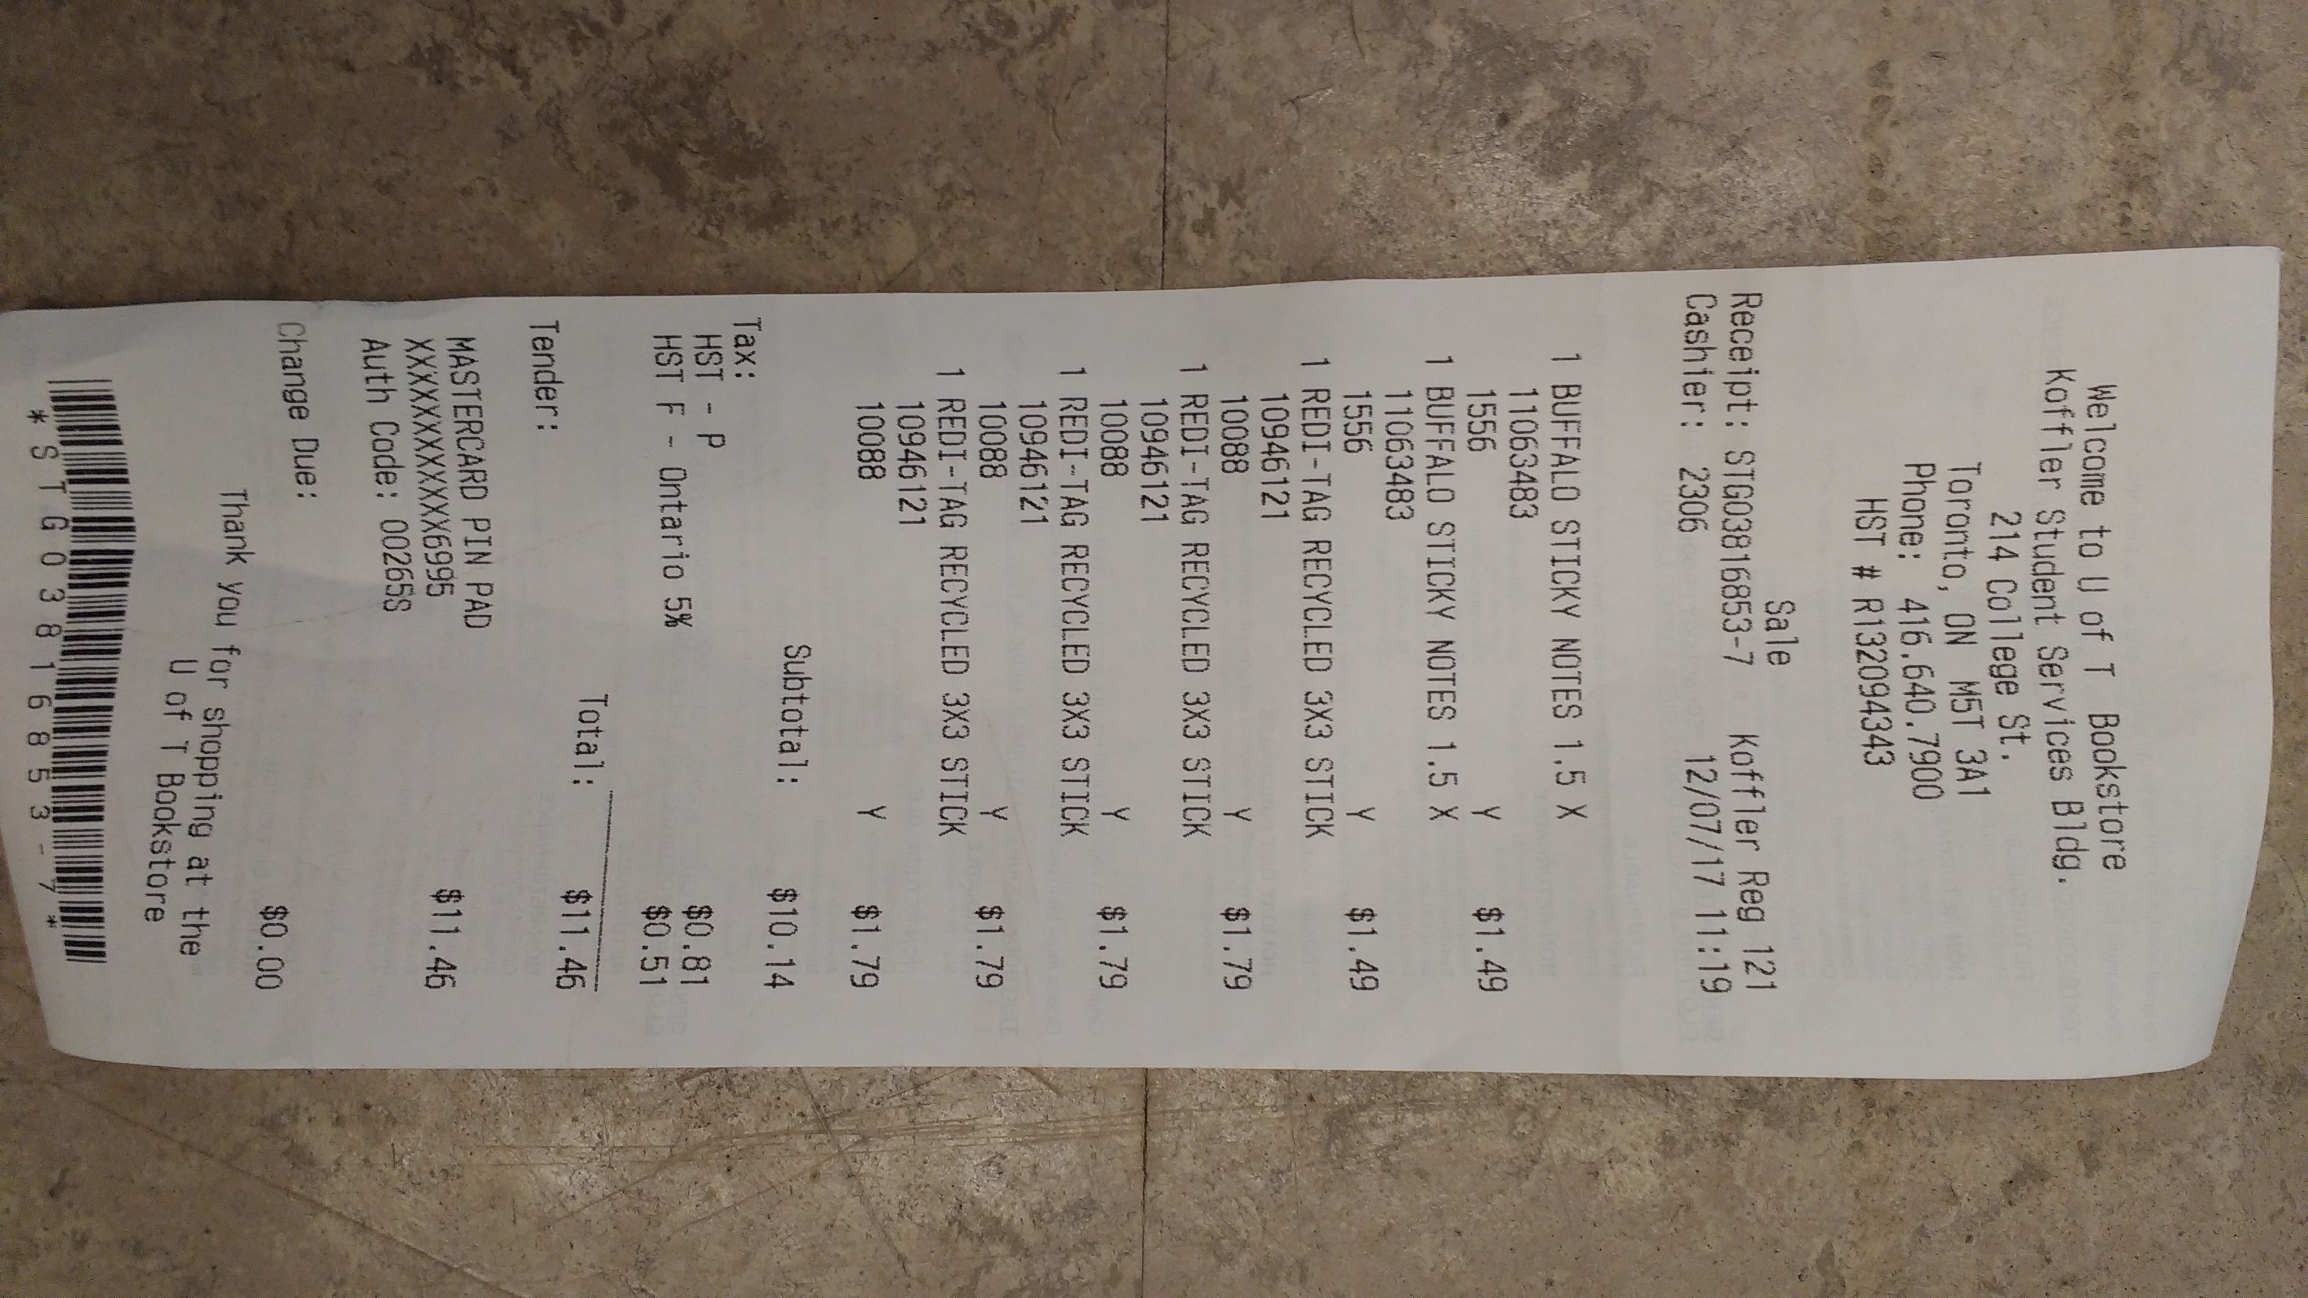 Welcome to U of T Bookstore
Koffler Student Services Bldg.
214 College St.
Toronto, ON M5T 3A1
Phone: 416.640.7900
HST # R132094343
Sale
Receipt: STG03816853-7 Koffler Reg 121
Cashier: 2306 12/07/17 11:19
1 BUFFALO STICKY NOTES 1.5 X
11063483
1556 Y $1.49
1 BUFFALO STICKY NOTES 1.5 X
11063483
1556 Y $1.49
1 REDI-TAG RECYCLED 3X3 STICK
10946121
10088 Y $1.79
1 REDI-TAG RECYCLED 3X3 STICK
10946121
10088 Y $1.79
1 REDI-TAG RECYCLED 3X3 STICK
10946121
10088 Y $1.79
1 REDI-TAG RECYCLED 3X3 STICK
10946121
10088 Y $1.79
Subtotal: $10.14
Tax:
HST - P $0.81
HST F - Ontario 5% $0.51
Total: $11.46
Tender:
MASTERCARD PIN PAD $11.46
XXXXXXXXXXXX6995
Auth Code: 00265S
Change Due: $0.00
Thank you for shopping at the
U of T Bookstore
*STG03816853-7*